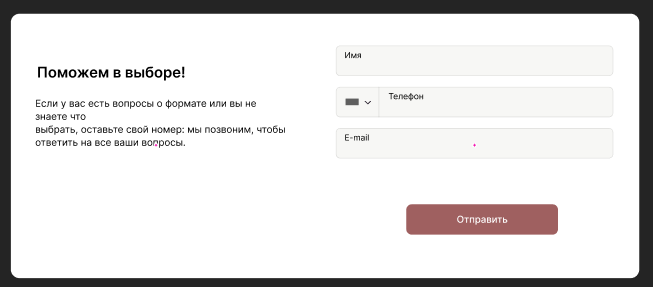 Поможем в выборе!
Если у вас есть вопросы о формате или вы не
знаете что
выбрать, оставьте свой номер: мы позвоним, чтобы
ответить на все ваши вопросы.
Имя
Телефон
E-mail
Отправить